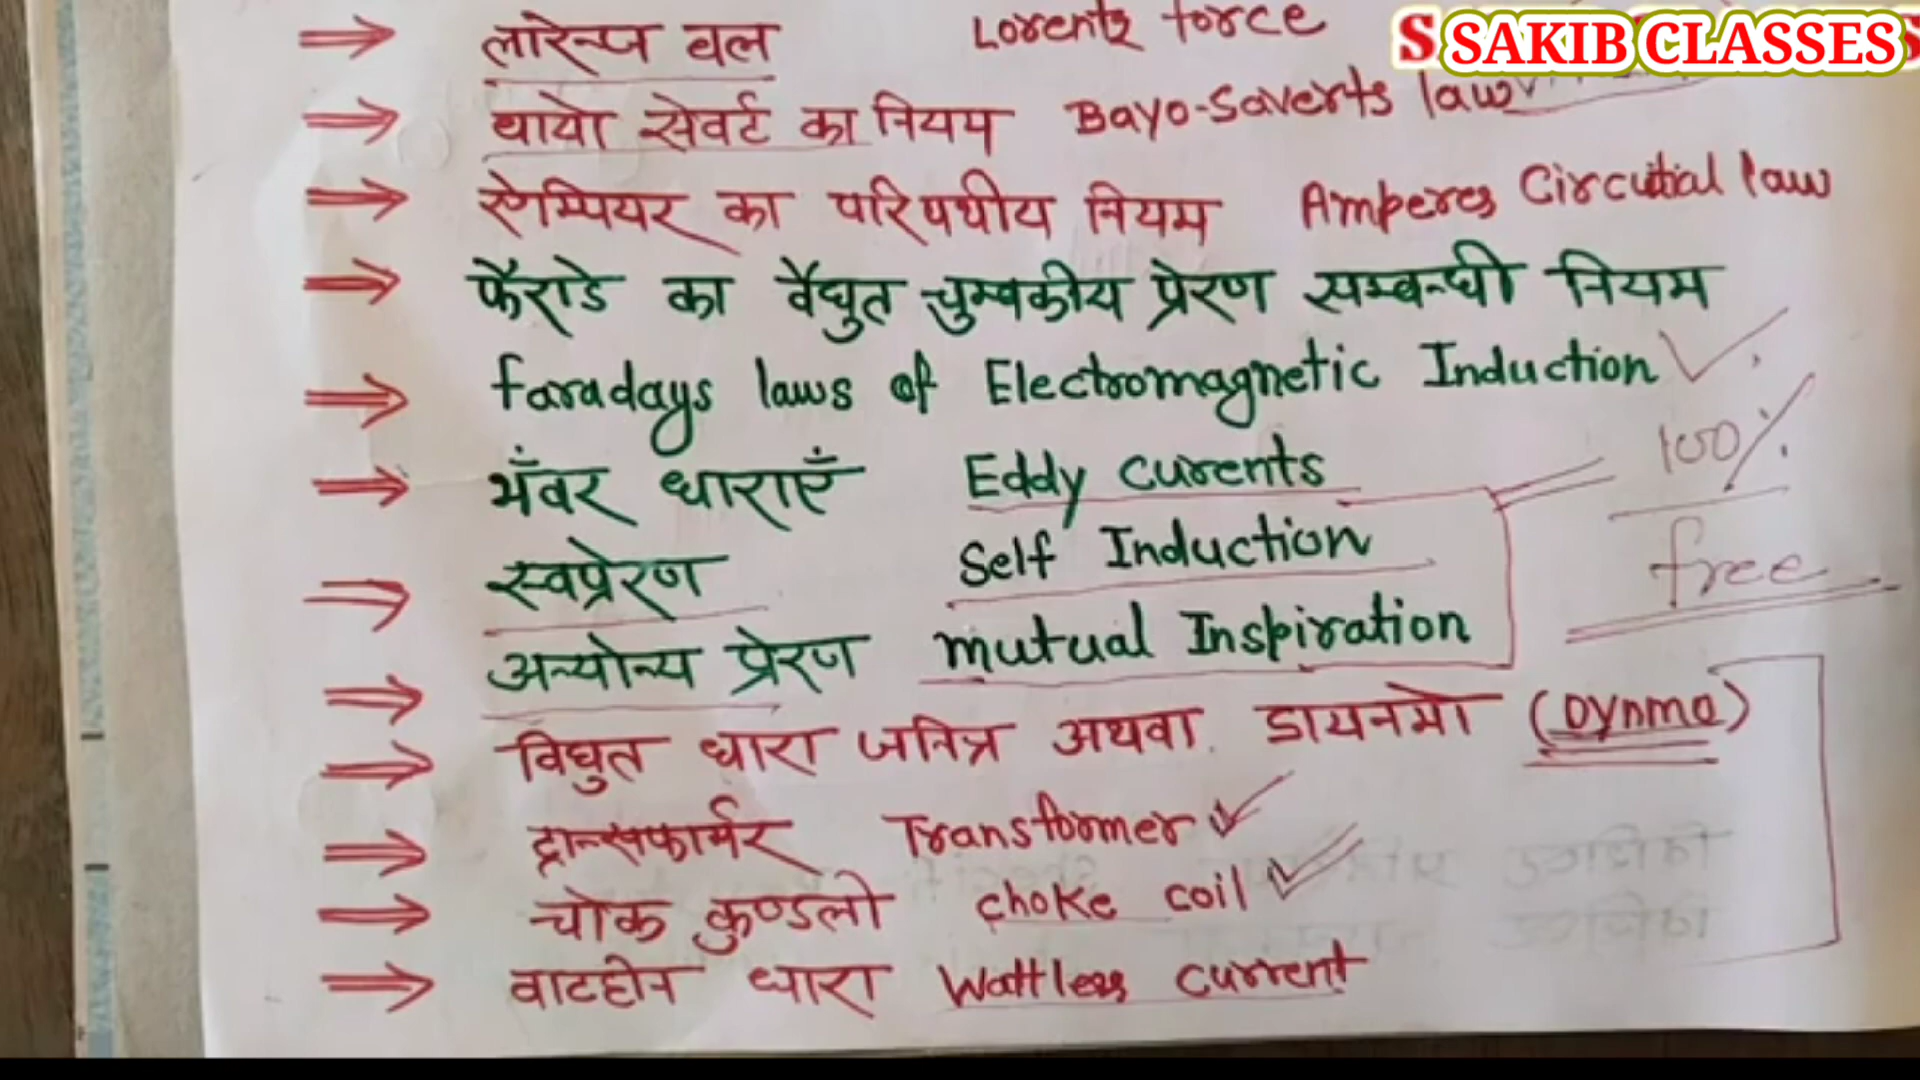 लारेन्ज बल Lorentz force
SAKIB CLASSES
बायो सेवर्ट का नियम Bayo-Saverts law
ऐम्पियर का परिपथीय नियम Amperes Circuital law
फैराडे का वैद्युत चुम्बकीय प्रेरण सम्बन्धी नियम
faradays laws of Electromagnetic Induction
100%
भँवर धाराएँ Eddy Curents
free
स्वप्रेरण Self Induction
अन्योन्य प्रेरण mutual Inspiration
विद्युत धारा जनित्र अथवा डायनमो (DYNMO)
ट्रान्सफार्मर Transformer
चोक कुण्डली choke coil
वाटहीन धारा Wattless current